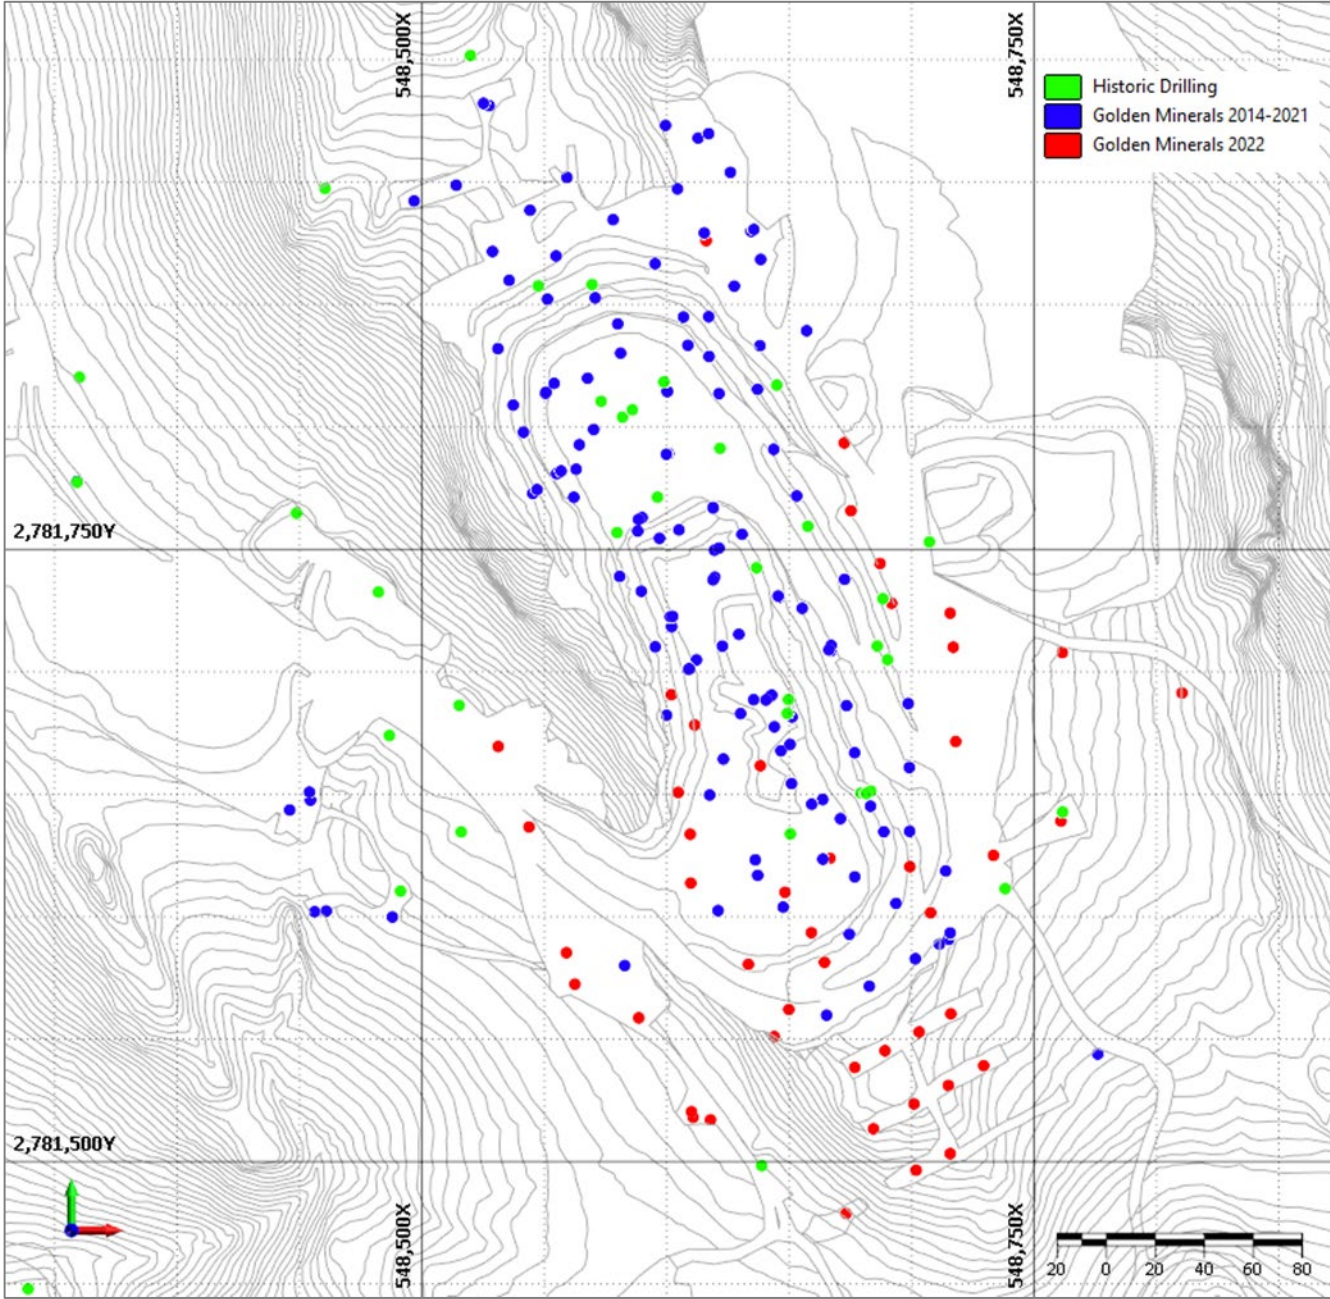 548,500X
548,750X
Historic Drilling
Golden Minerals 2014-2021
Golden Minerals 2022
2,781,750Y
2,781,500Y
548,500X
548,750X
20 0 20 40 60 80